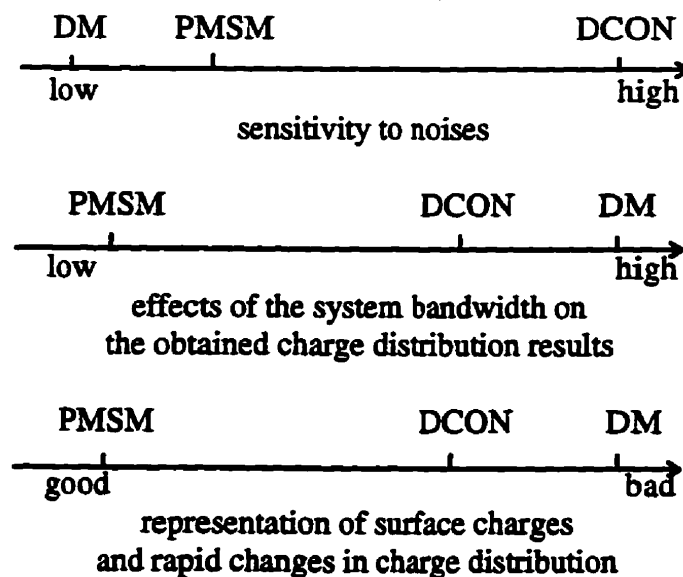 DM PMSM DCON
low high
sensitivity to noises
PMSM DCON DM
low high
effects of the system bandwidth on
the obtained charge distribution results
PMSM DCON DM
good bad
representation of surface charges
and rapid changes in charge distribution